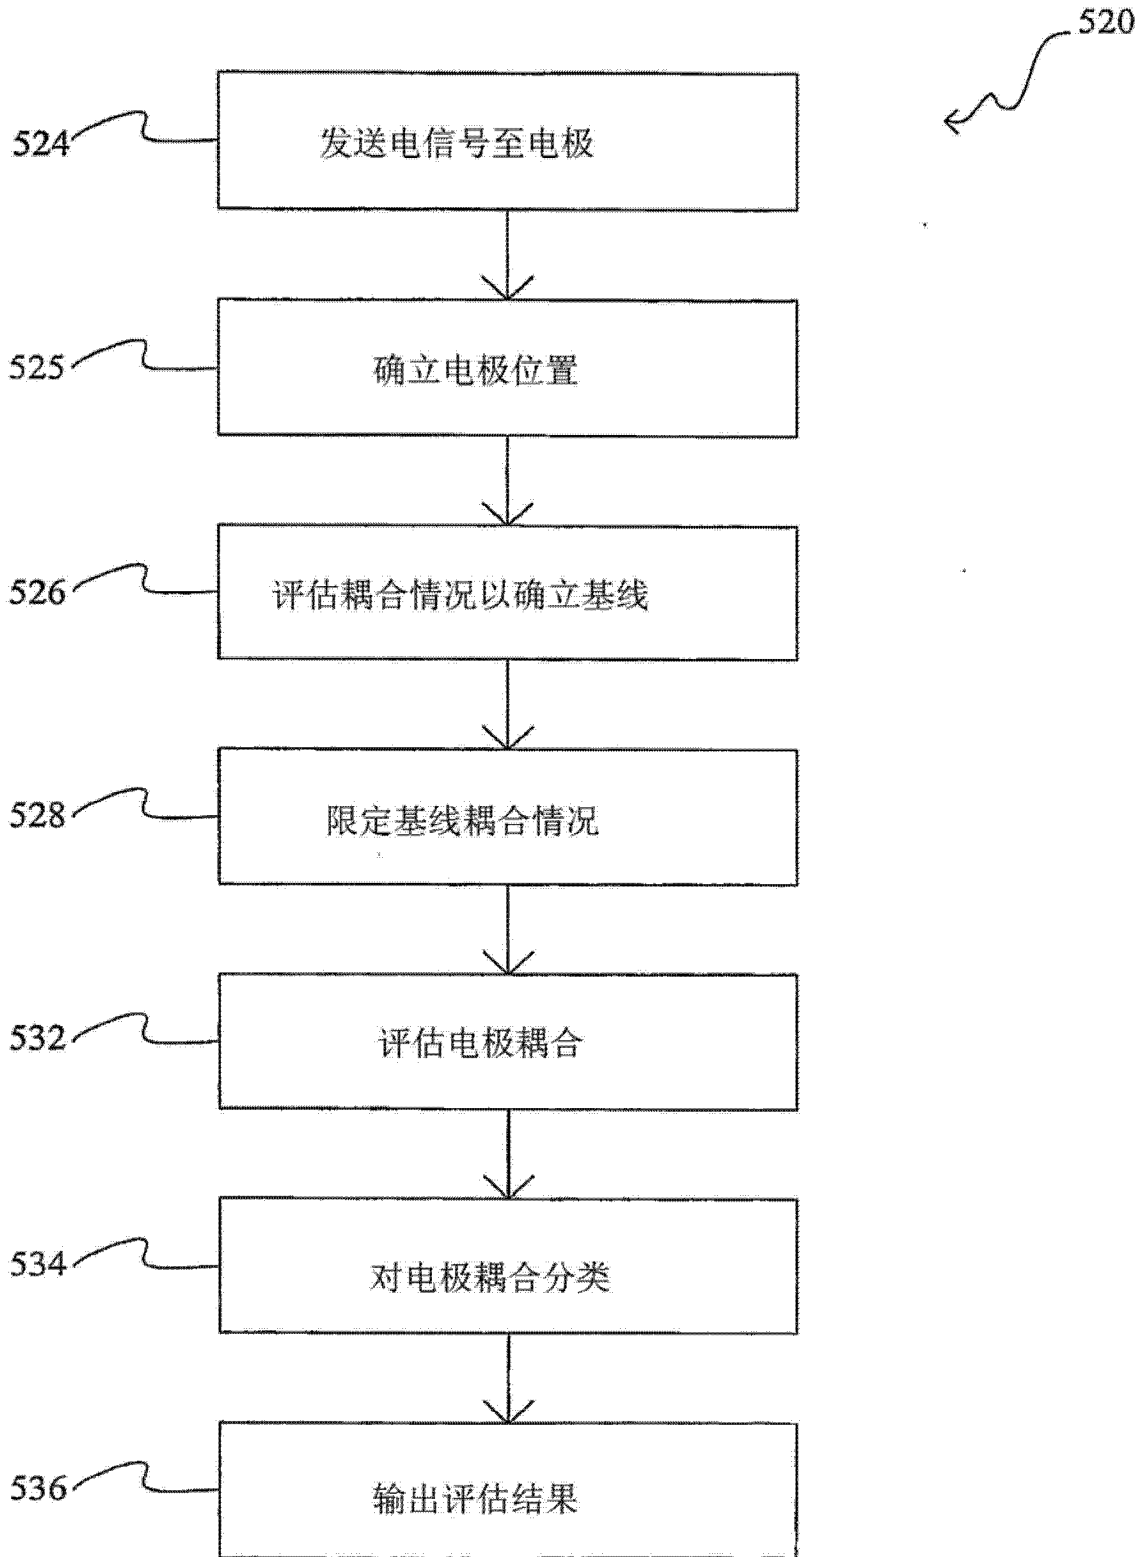 520
524
发送电信号至电极
525
确立电极位置
526
评估耦合情况以确立基线
528
限定基线耦合情况
532
评估电极耦合
534
对电极耦合分类
536
输出评估结果